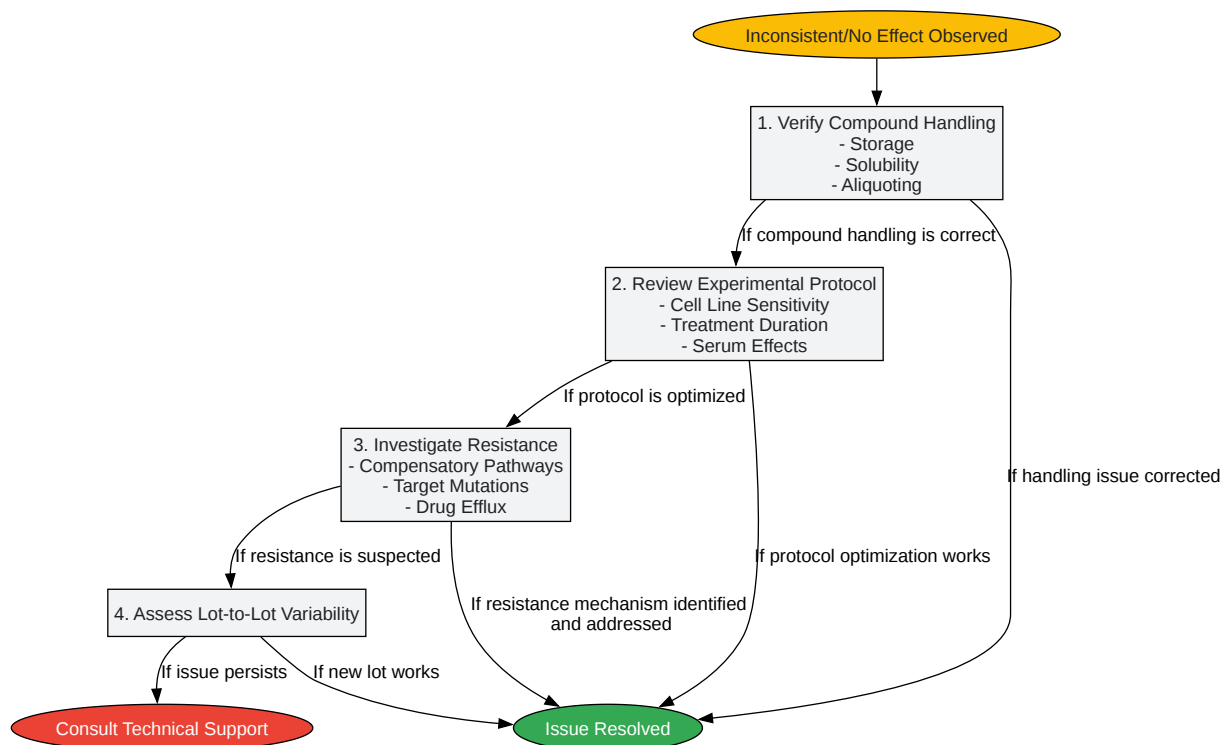 Inconsistent/No Effect Observed
1. Verify Compound Handling
- Storage
- Solubility
- Aliquoting
If compound handling is correct
2. Review Experimental Protocol
- Cell Line Sensitivity
- Treatment Duration
- Serum Effects
If protocol is optimized
3. Investigate Resistance
- Compensatory Pathways
- Target Mutations
- Drug Efflux
If handling issue corrected
If resistance is suspected
If protocol optimization works
4. Assess Lot-to-Lot Variability
If resistance mechanism identified
and addressed
If issue persists
If new lot works
Consult Technical Support
Issue Resolved